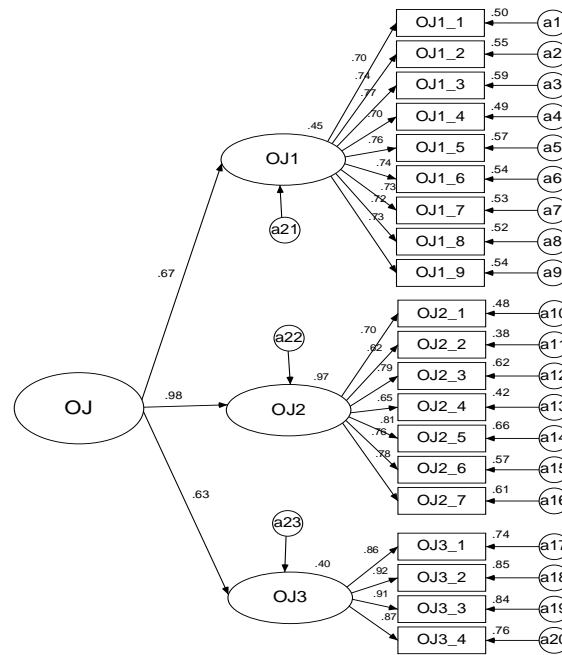 .50
OJ1_1
a1
.55
OJ1_2
a2
.59
OJ1_3
a3
.49
OJ1_4
a4
.57
OJ1_5
a5
.54
OJ1_6
a6
.53
OJ1_7
a7
.52
OJ1_8
a8
.54
OJ1_9
a9
.70
.74
.77
.70
.76
.74
.73
.72
.73
.45
OJ1
a21
.67
.48
OJ2_1
a10
.38
OJ2_2
a11
.62
OJ2_3
a12
.42
OJ2_4
a13
.66
OJ2_5
a14
.57
OJ2_6
a15
.61
OJ2_7
a16
.70
.62
.79
.65
.81
.76
.78
a22
.97
OJ2
.98
OJ
.63
a23
.40
OJ3
.86
.92
.91
.87
.74
OJ3_1
a17
.85
OJ3_2
a18
.84
OJ3_3
a19
.76
OJ3_4
a20